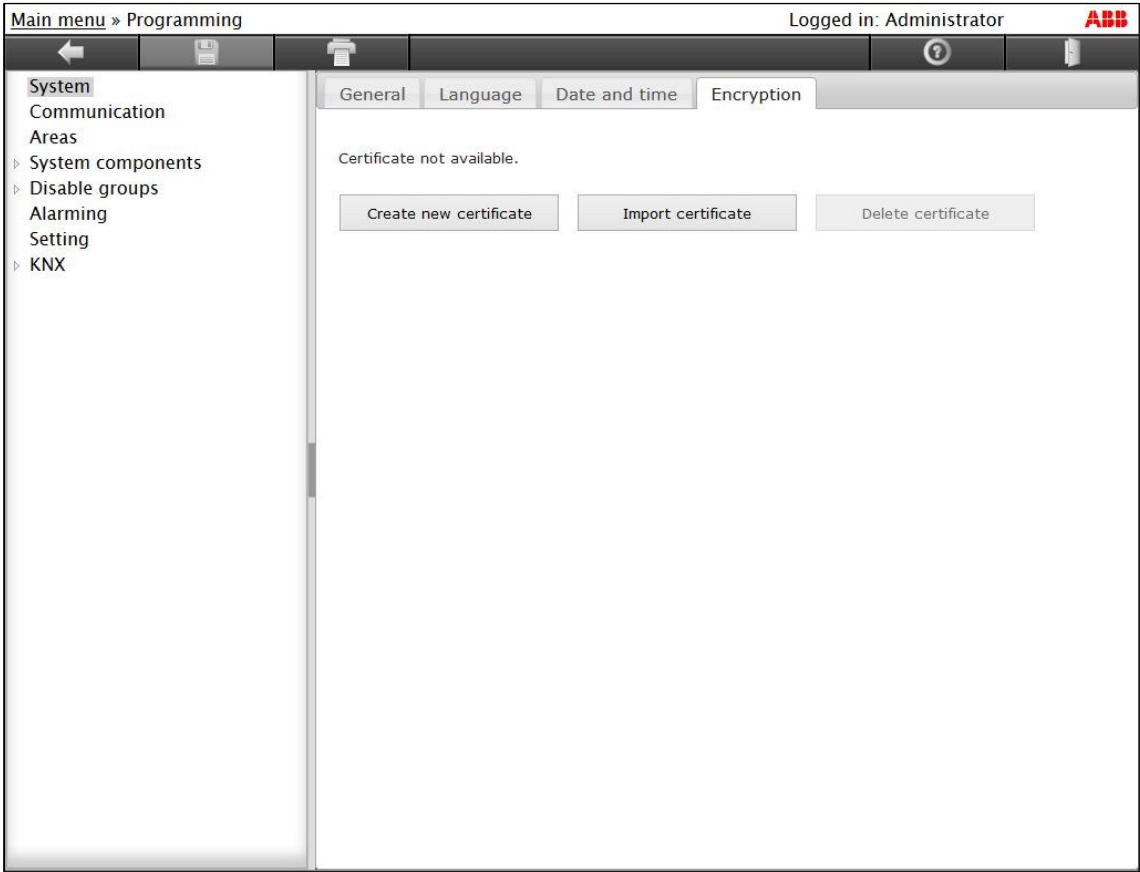 Main menu » Programming
Logged in: Administrator
ABB
System
Communication
Areas
System components
Disable groups
Alarming
Setting
KNX
General
Language
Date and time
Encryption
Certificate not available.
Create new certificate
Import certificate
Delete certificate